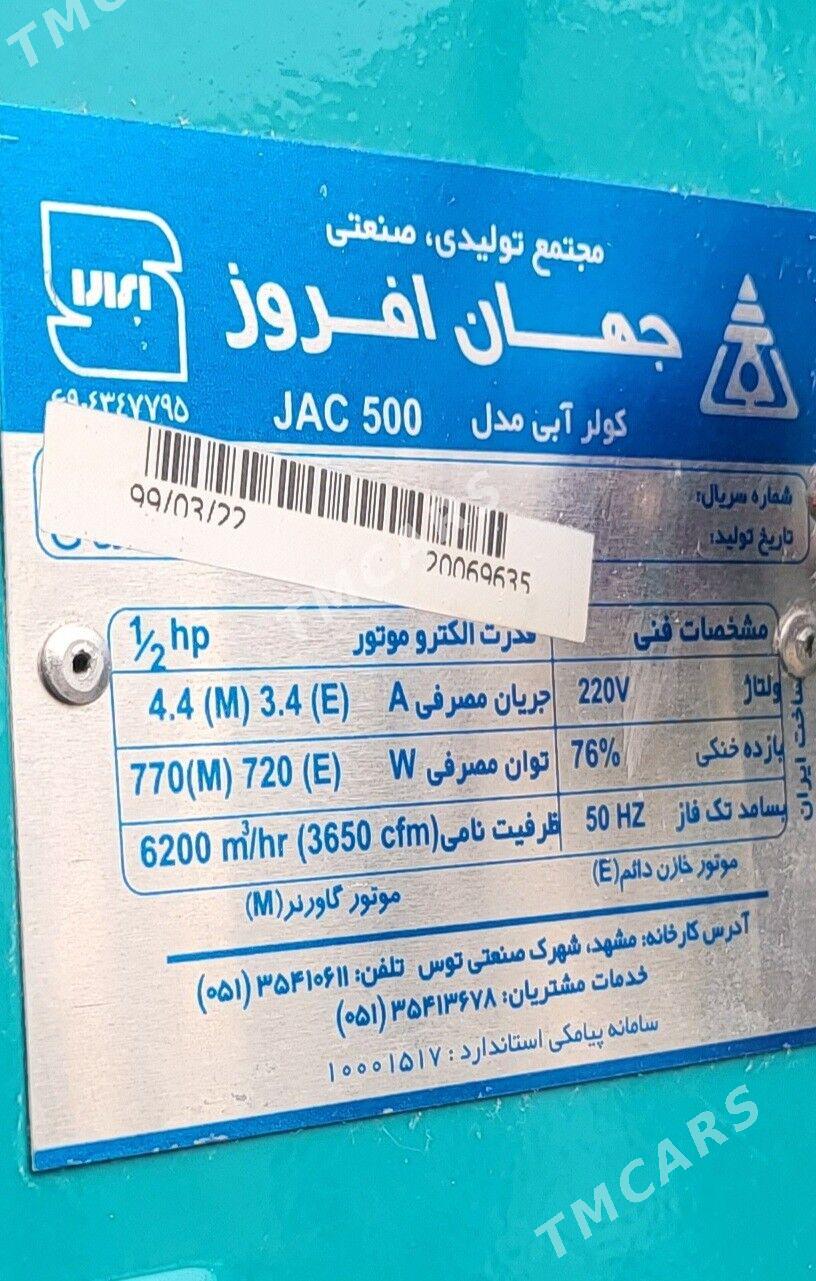 TMCARS
مجتمع تولیدی، صنعتی
جهان افروز
کولر آبی مدل JAC 500
شماره سریال:
تاریخ تولید:
99/03/22
20069635
مشخصات فنی
قدرت الکترو موتور 1/2 hp
ولتاژ 220V
جریان مصرفی A 4.4 (M) 3.4 (E)
بازده خنکی 76%
توان مصرفی W 770(M) 720 (E)
بسامد تک فاز 50 HZ
ظرفیت نامی 6200 m³/hr (3650 cfm)
ساخت ایران
موتور خازن دائم(E)
موتور گاورنر(M)
آدرس کارخانه: مشهد، شهرک صنعتی توس تلفن: ۳۵۴۱۰۶۱۱ (۰۵۱)
خدمات مشتریان: ۳۵۴۱۳۶۷۸ (۰۵۱)
سامانه پیامکی استاندارد : ۱۰۰۰۱۵۱۷
TMCARS
TMCARS